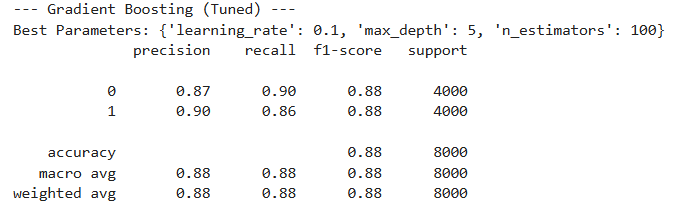 --- Gradient Boosting (Tuned) ---
Best Parameters: {'learning_rate': 0.1, 'max_depth': 5, 'n_estimators': 100}
              precision    recall  f1-score   support

           0       0.87      0.90      0.88      4000
           1       0.90      0.86      0.88      4000

    accuracy                           0.88      8000
   macro avg       0.88      0.88      0.88      8000
weighted avg       0.88      0.88      0.88      8000